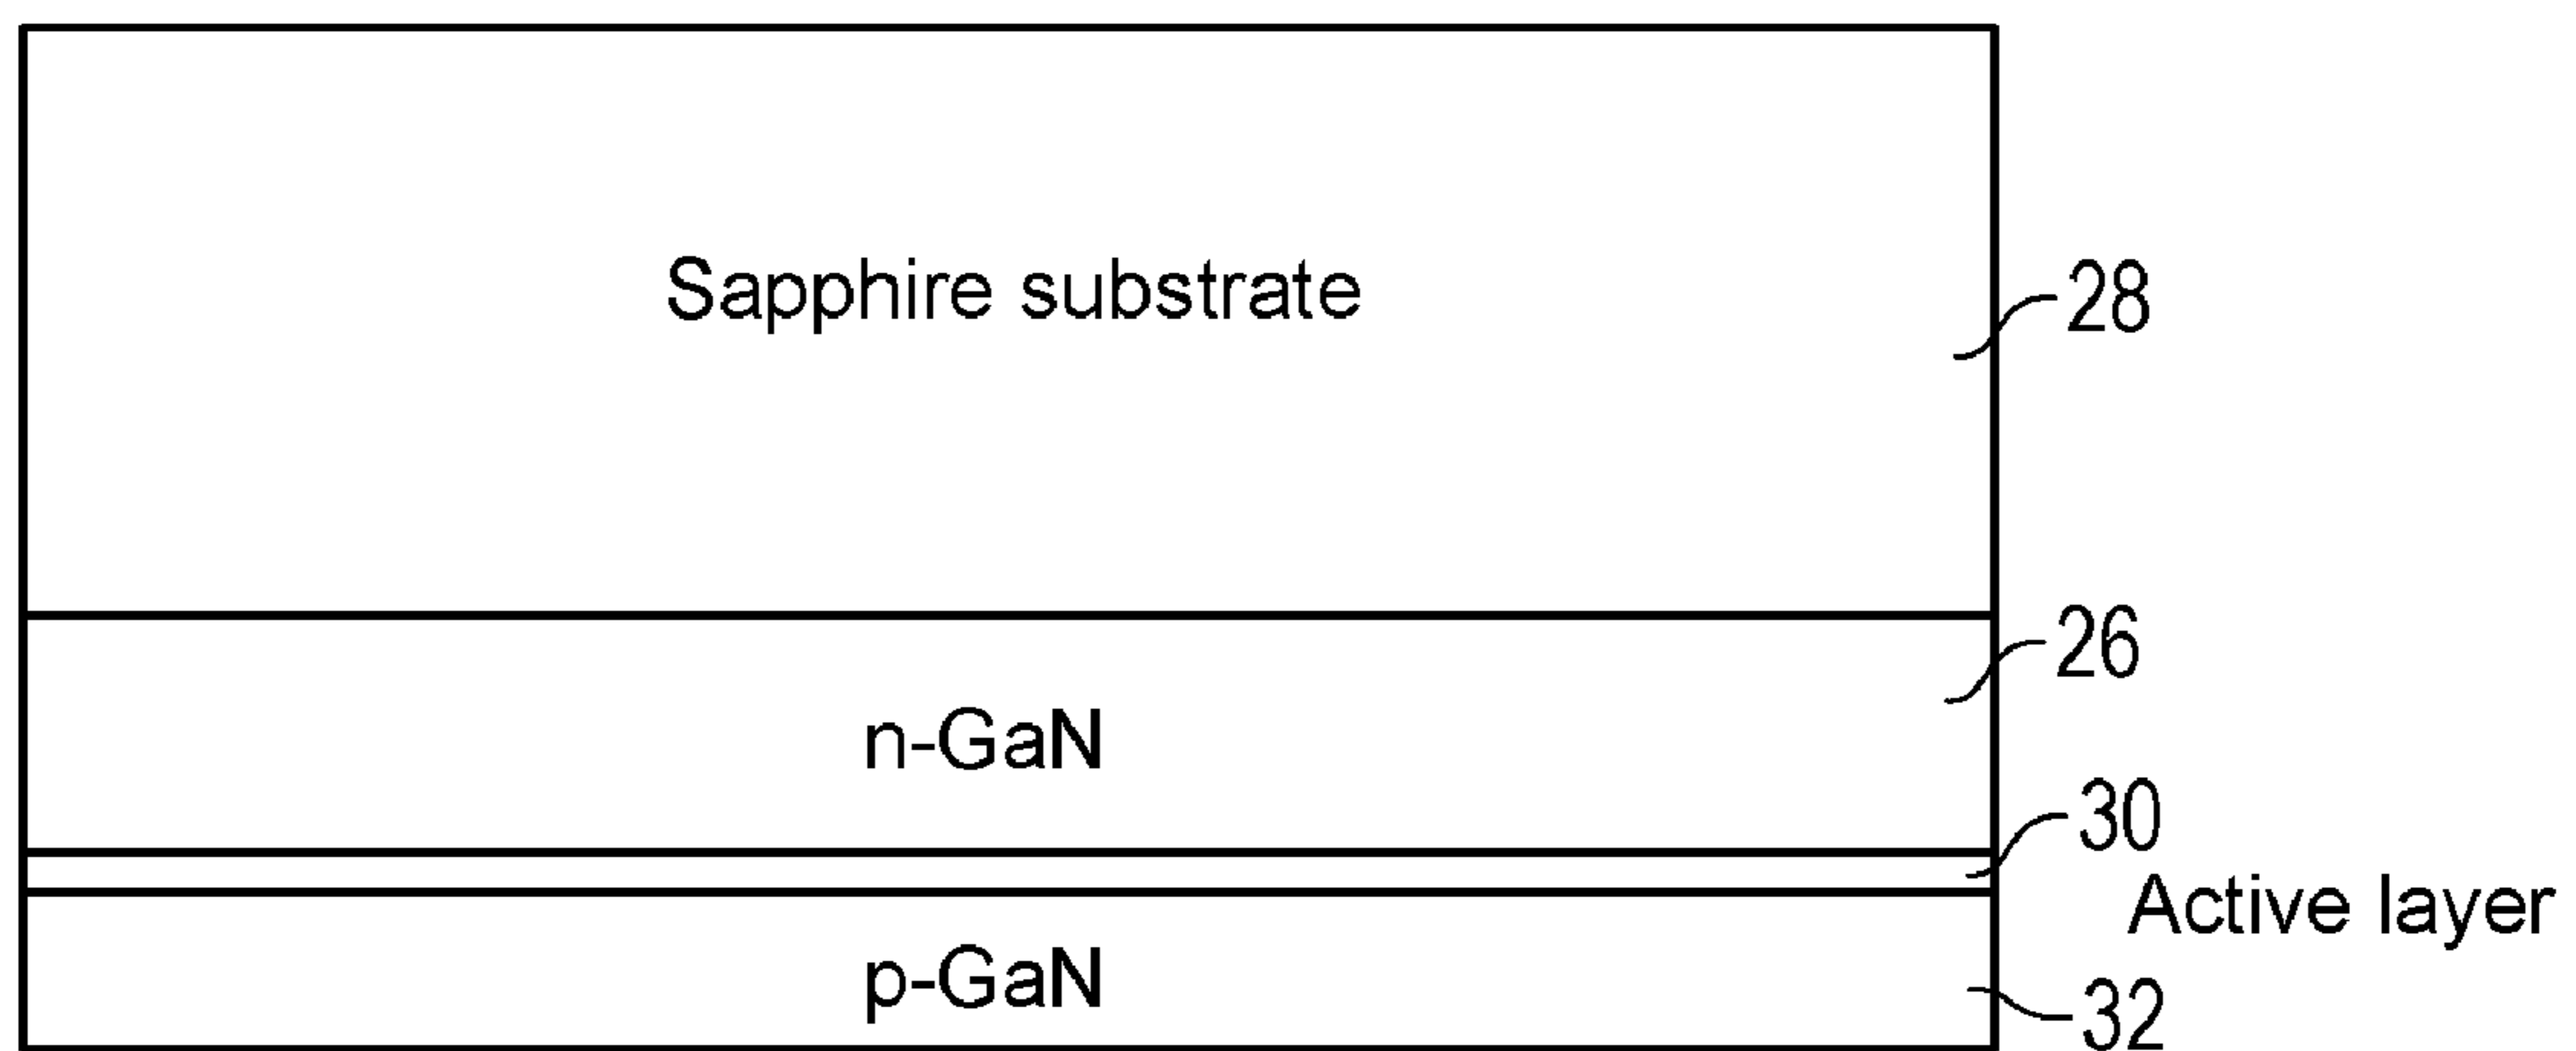 Sapphire substrate
28
26
n-GaN
30
Active layer
p-GaN
32